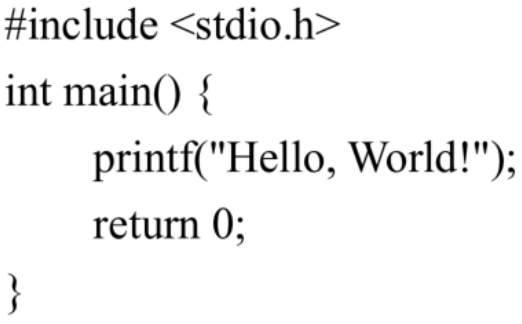 #include <stdio.h>
int main() {
printf("Hello, World!");
return 0;
}